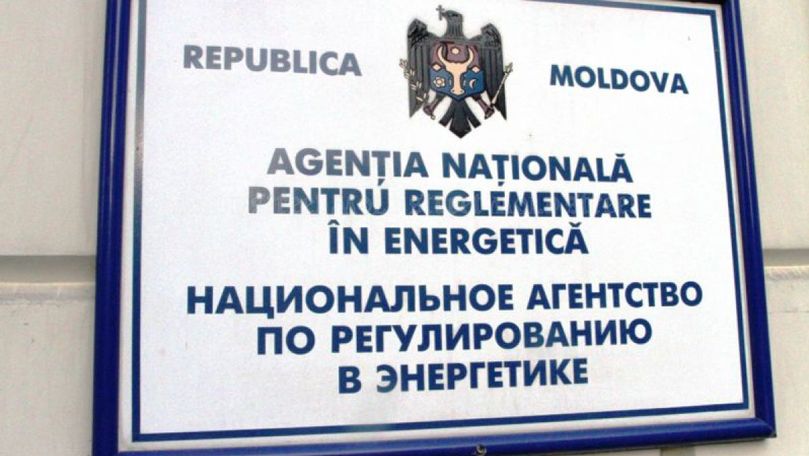 REPUBLICA MOLDOVA
AGENȚIA NAȚIONALĂ
PENTRU REGLEMENTARE
ÎN ENERGETICĂ
НАЦИОНАЛЬНОЕ АГЕНТСТВО
ПО РЕГУЛИРОВАНИЮ
В ЭНЕРГЕТИКЕ